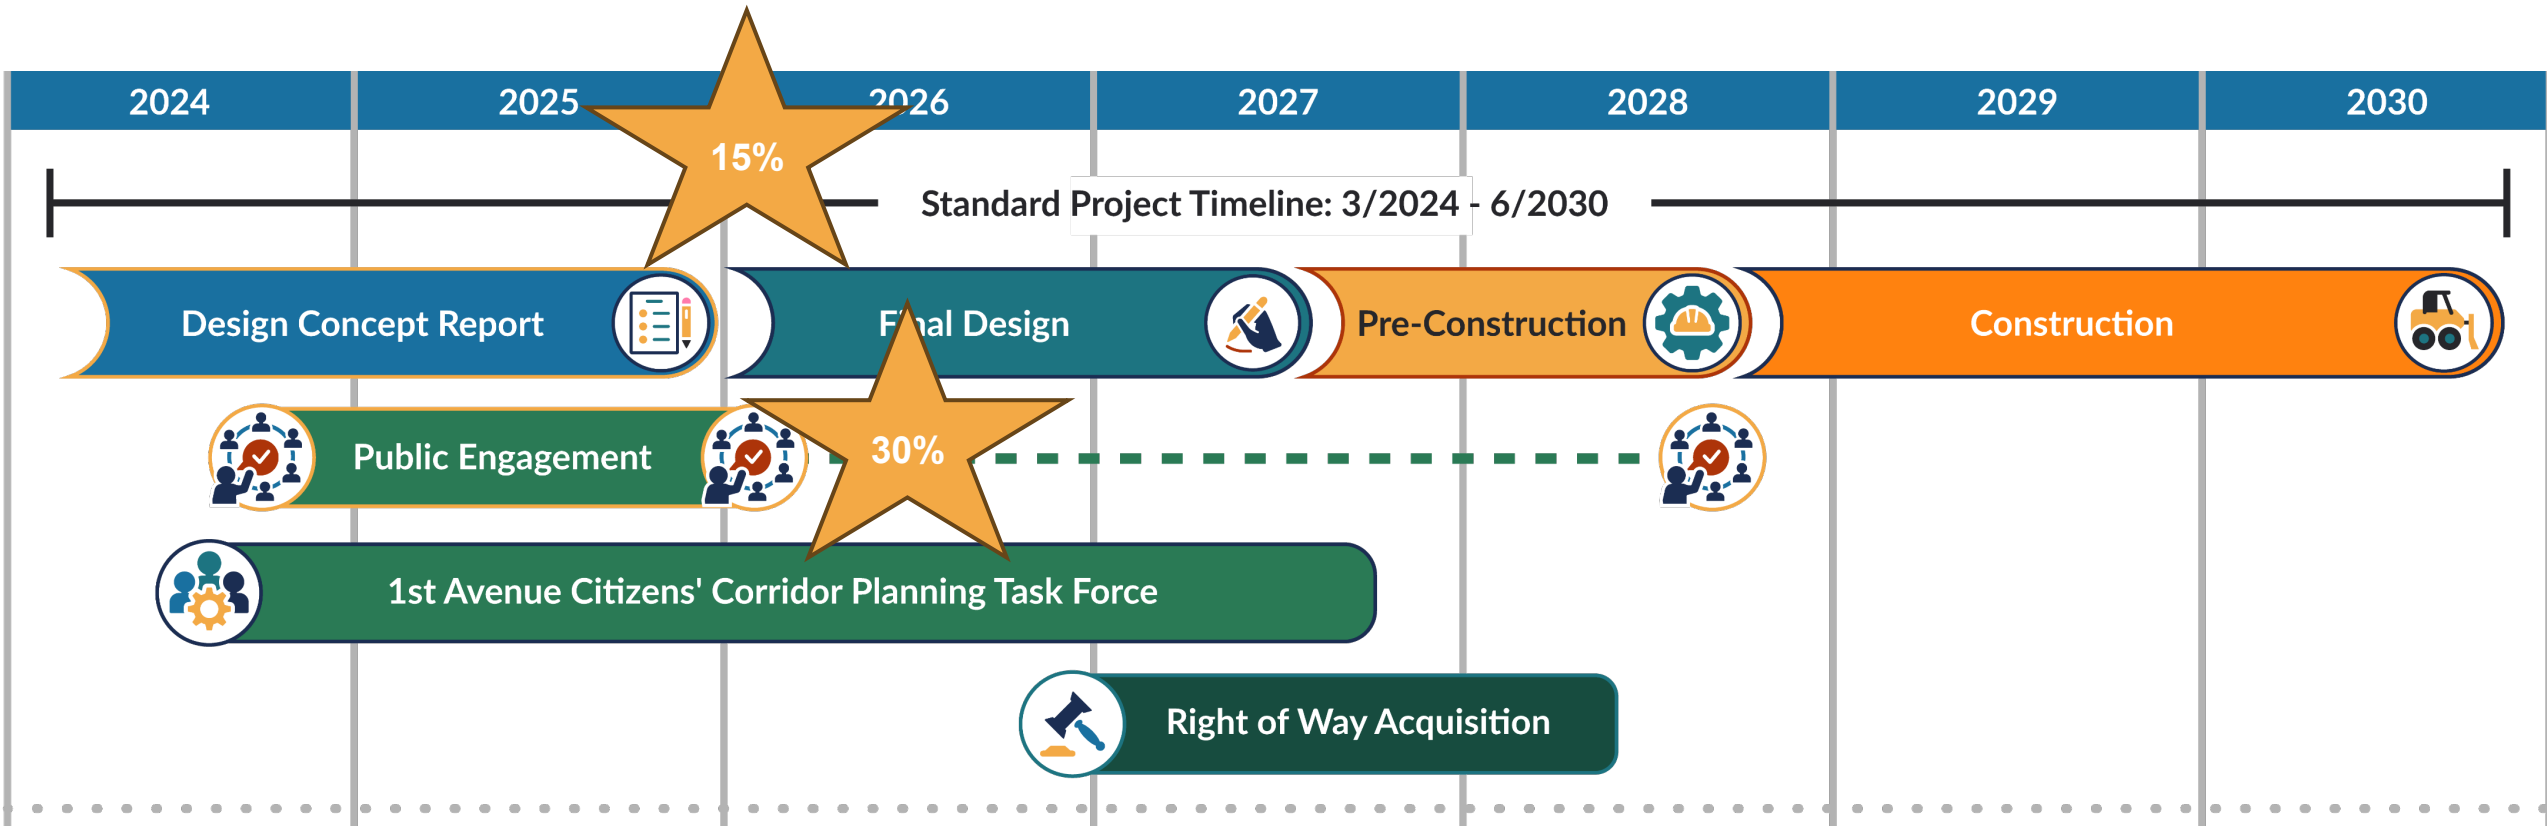 2024 2025 2026 2027 2028 2029 2030
15%
Standard Project Timeline: 3/2024 - 6/2030
Design Concept Report Final Design Pre-Construction Construction
Public Engagement 30%
1st Avenue Citizens' Corridor Planning Task Force
Right of Way Acquisition